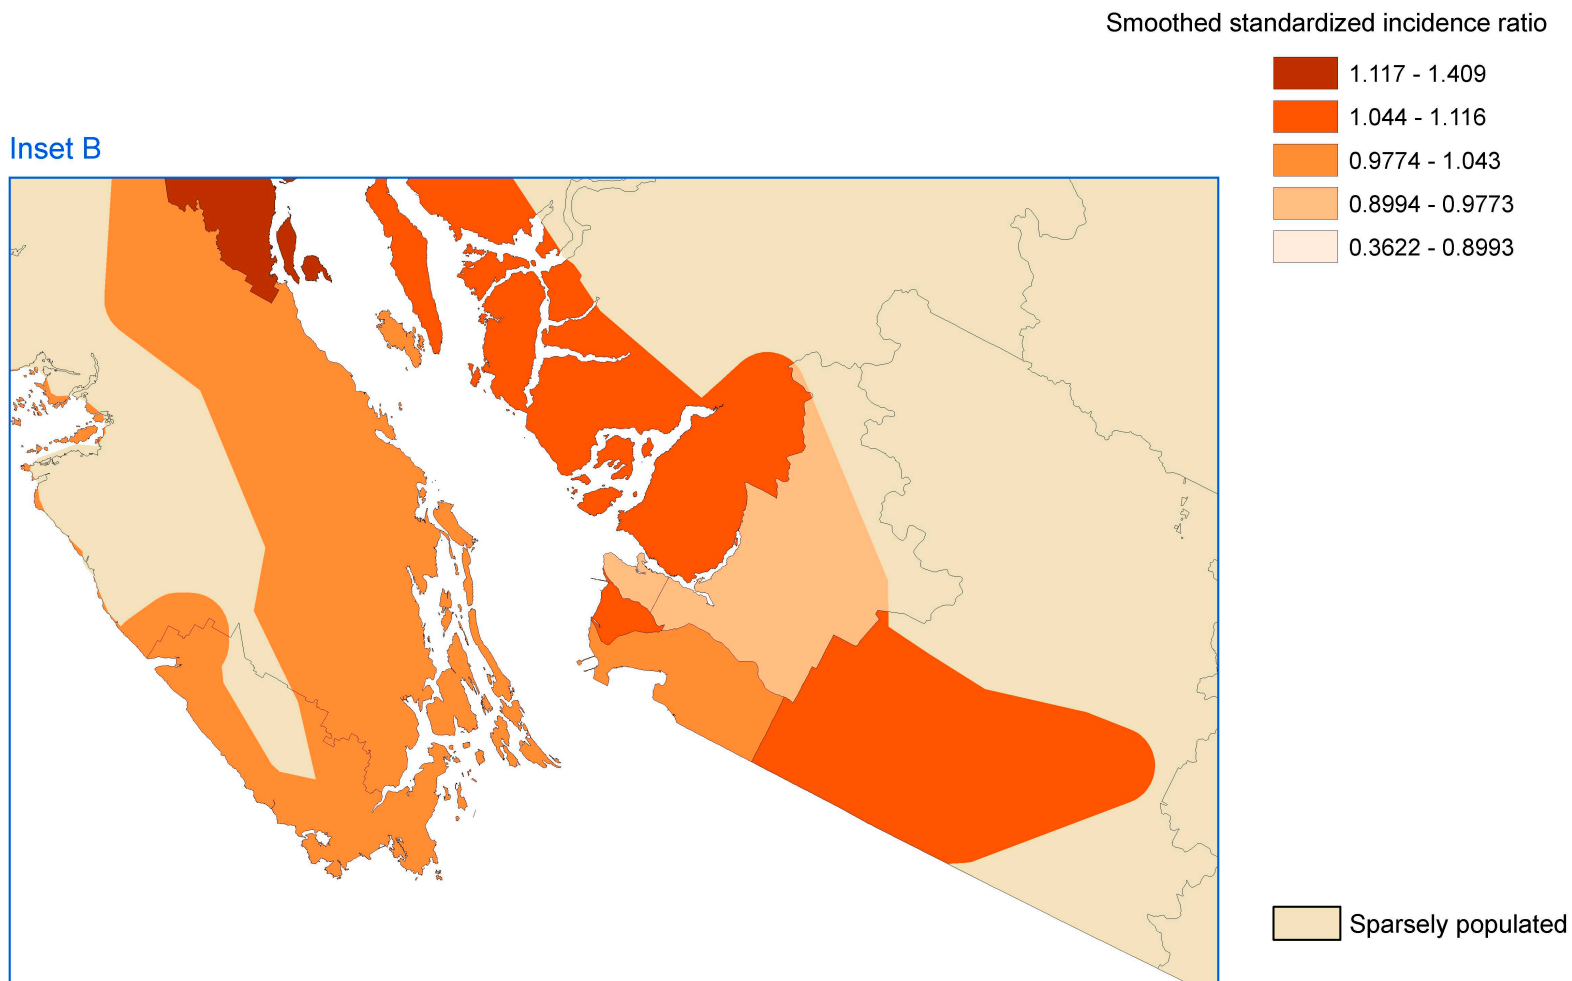 Smoothed standardized incidence ratio
1.117 - 1.409
1.044 - 1.116
0.9774 - 1.043
0.8994 - 0.9773
0.3622 - 0.8993
Inset B
Sparsely populated